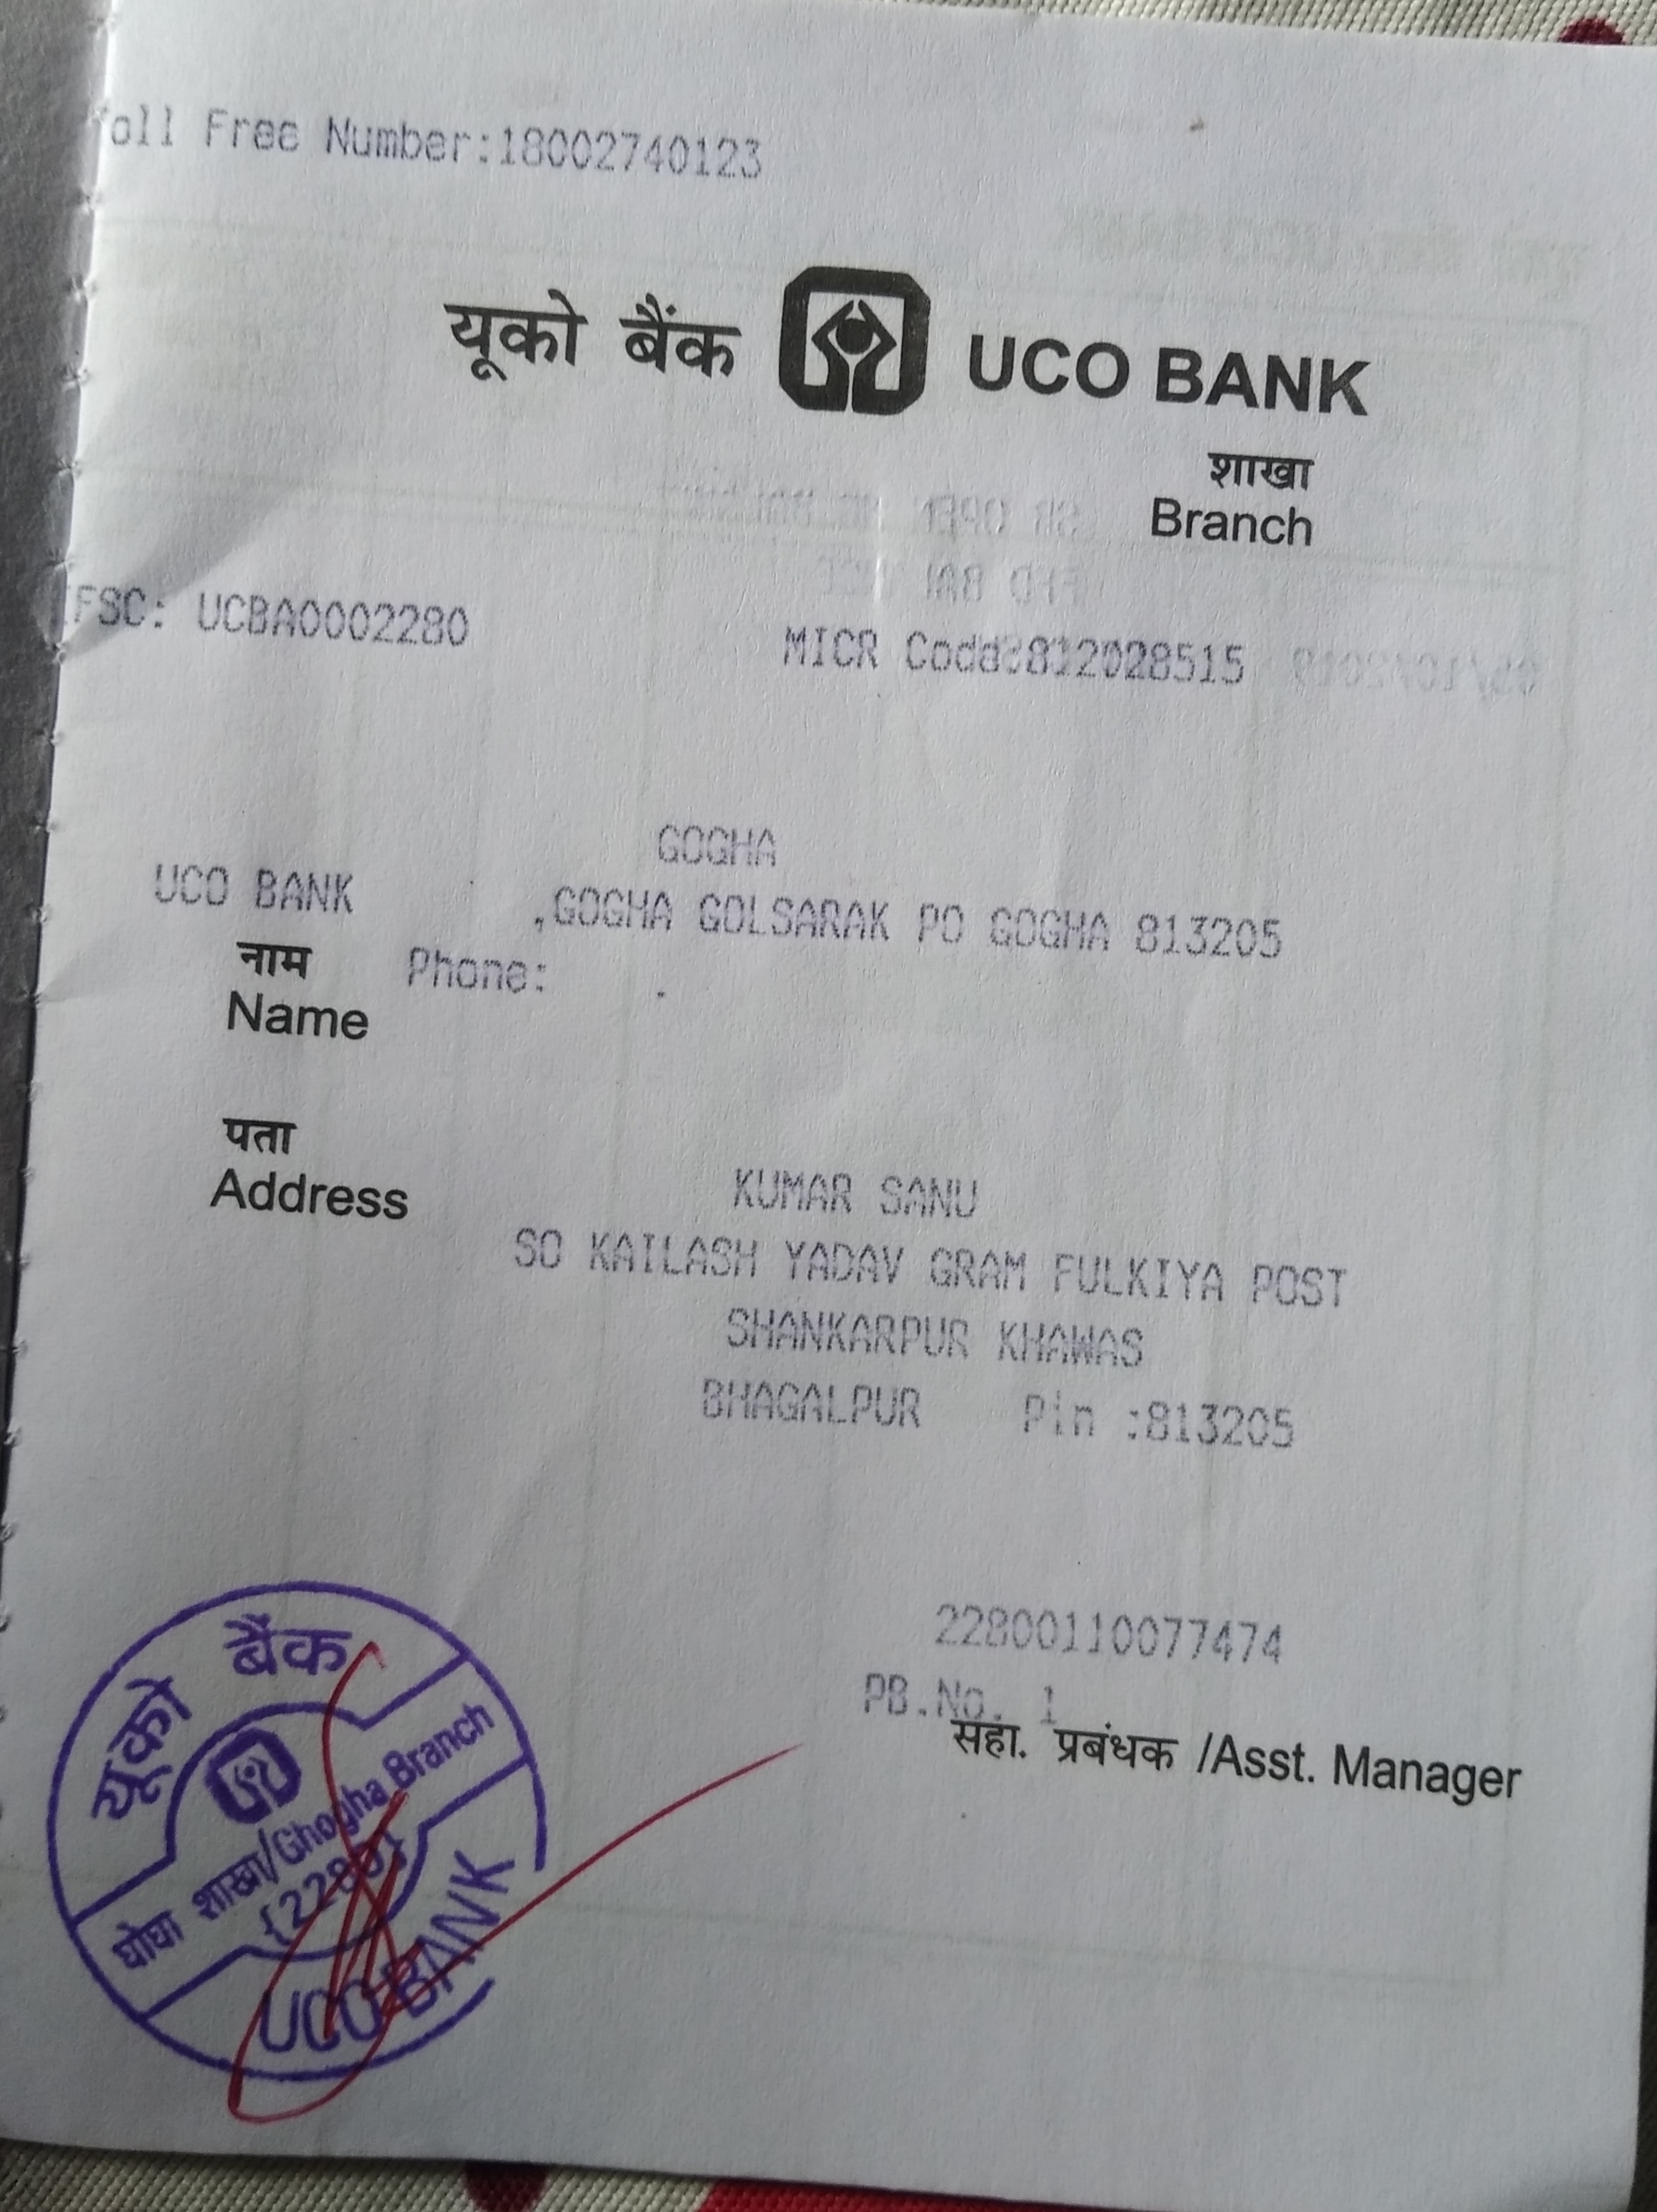 Toll Free Number:18002740123
यूको बैंक UCO BANK
शाखा
Branch
IFSC: UCBA0002280 MICR Code:812028515
GOGHA
UCO BANK ,GOGHA GOLSARAK PO GOGHA 813205
नाम Phone: .
Name
पता
Address
KUMAR SANU
SO KAILASH YADAV GRAM FULKIYA POST
SHANKARPUR KHAWAS
BHAGALPUR Pin :813205
22800110077474
PB.No. 1
सहा. प्रबंधक /Asst. Manager
यूको बैंक
घोघा शाखा/Ghogha Branch
{2280}
UCO BANK